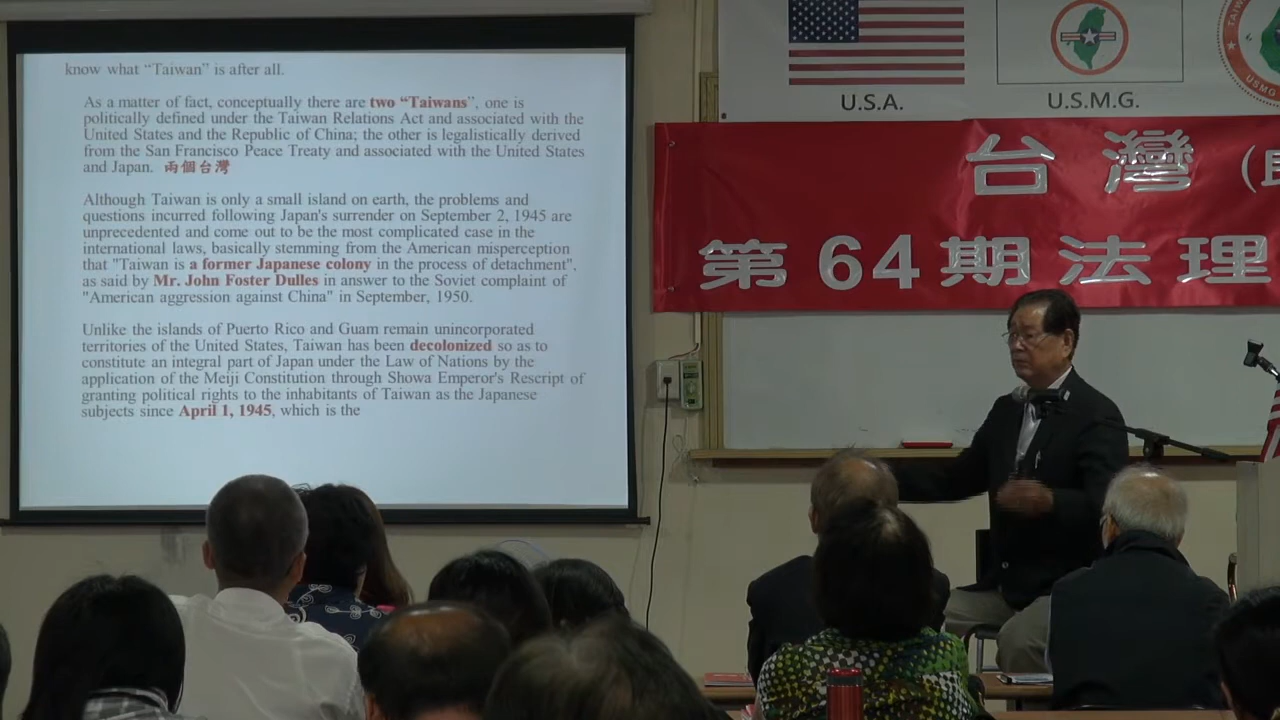 know what “Taiwan” is after all.
As a matter of fact, conceptually there are two “Taiwans”, one is
politically defined under the Taiwan Relations Act and associated with the
United States and the Republic of China; the other is legalistically derived
from the San Francisco Peace Treaty and associated with the United States
and Japan. 兩個台灣
Although Taiwan is only a small island on earth, the problems and
questions incurred following Japan's surrender on September 2, 1945 are
unprecedented and come out to be the most complicated case in the
international laws, basically stemming from the American misperception
that "Taiwan is a former Japanese colony in the process of detachment",
as said by Mr. John Foster Dulles in answer to the Soviet complaint of
"American aggression against China" in September, 1950.
Unlike the islands of Puerto Rico and Guam remain unincorporated
territories of the United States, Taiwan has been decolonized so as to
constitute an integral part of Japan under the Law of Nations by the
application of the Meiji Constitution through Showa Emperor's Rescript of
granting political rights to the inhabitants of Taiwan as the Japanese
subjects since April 1, 1945, which is the
U.S.A.
U.S.M.G.
台灣
第64期法理